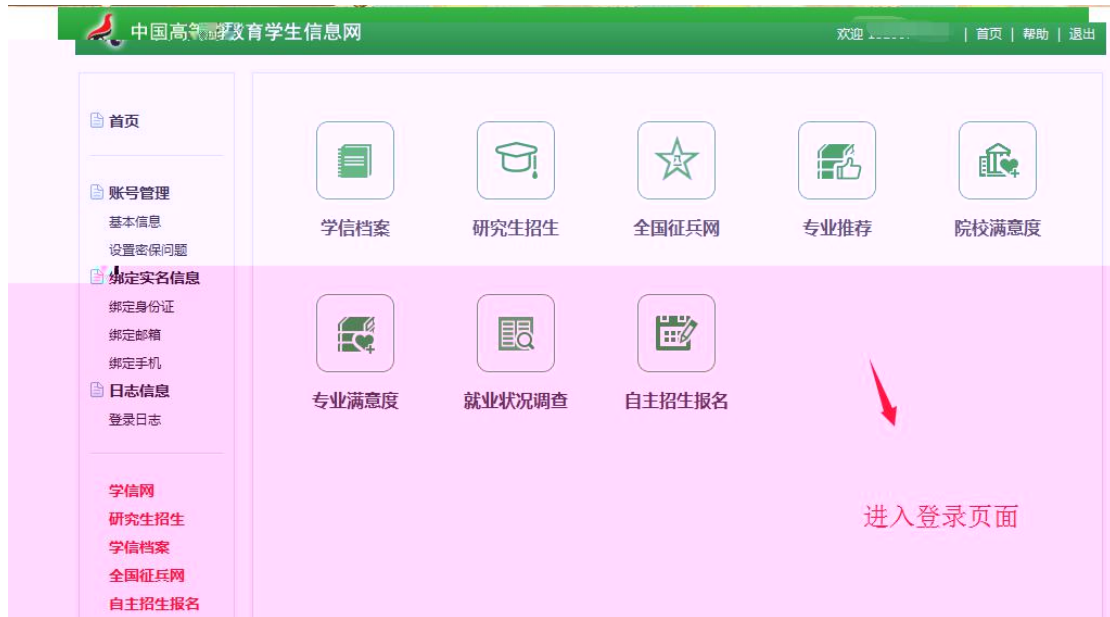 中国高等教育学生信息网
欢迎 | 首页 | 帮助 | 退出
首页
账号管理
基本信息
设置密保问题
绑定实名信息
绑定身份证
绑定邮箱
绑定手机
日志信息
登录日志
学信网
研究生招生
学信档案
全国征兵网
自主招生报名
学信档案 研究生招生 全国征兵网 专业推荐 院校满意度
专业满意度 就业状况调查 自主招生报名
进入登录页面